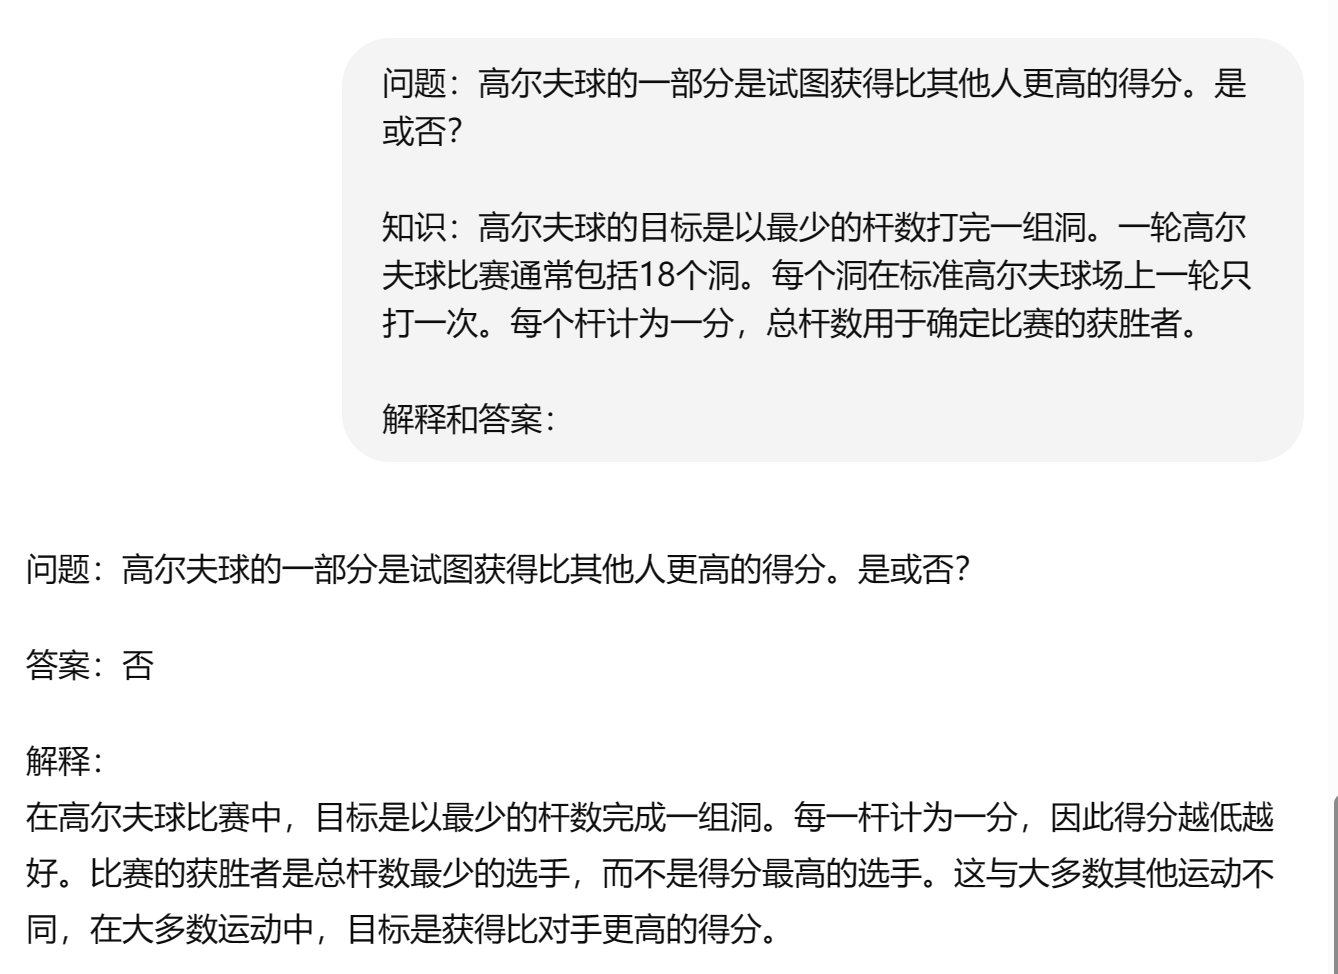 问题：高尔夫球的一部分是试图获得比其他人更高的得分。是
或否？
知识：高尔夫球的目标是以最少的杆数打完一组洞。一轮高尔
夫球比赛通常包括18个洞。每个洞在标准高尔夫球场上一轮只
打一次。每个杆计为一分，总杆数用于确定比赛的获胜者。
解释和答案：
问题：高尔夫球的一部分是试图获得比其他人更高的得分。是或否？
答案：否
解释：
在高尔夫球比赛中，目标是以最少的杆数完成一组洞。每一杆计为一分，因此得分越低越
好。比赛的获胜者是总杆数最少的选手，而不是得分最高的选手。这与大多数其他运动不
同，在大多数运动中，目标是获得比对手更高的得分。